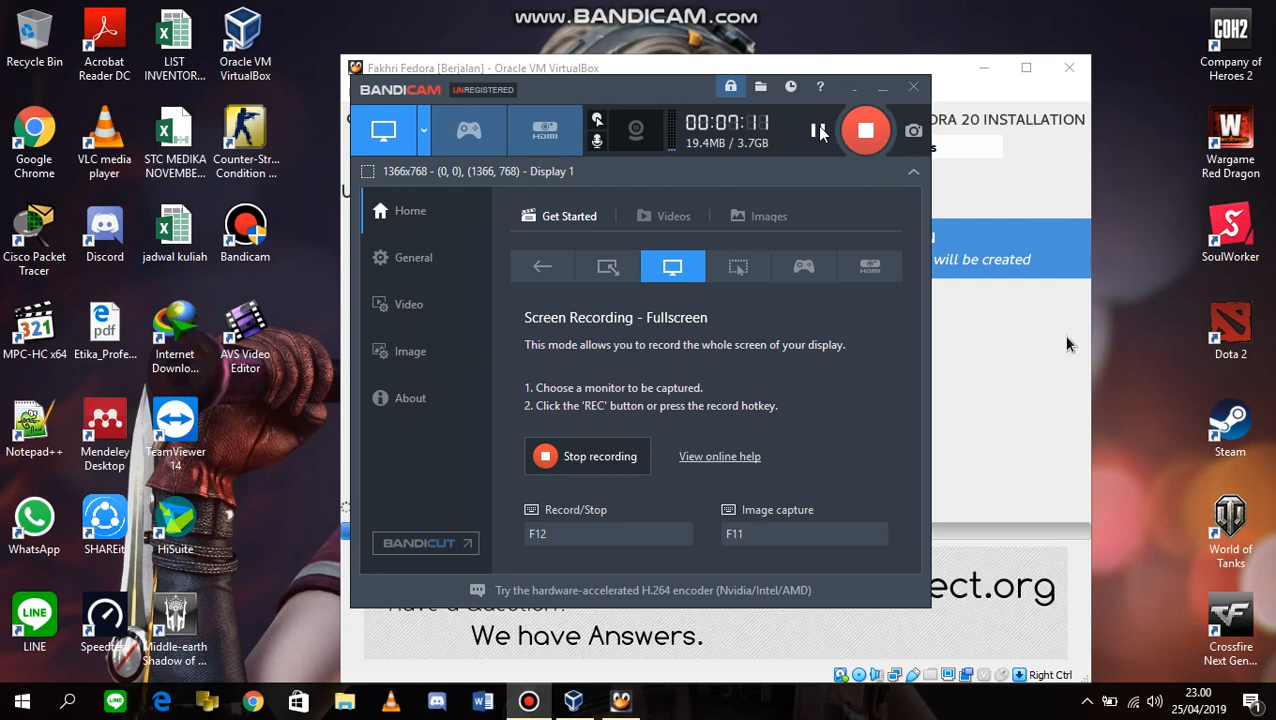 www.BANDICAM.com
Recycle Bin
Acrobat Reader DC
LIST INVENTOR...
Oracle VM VirtualBox
Google Chrome
VLC media player
STC MEDIKA NOVEMBE...
Counter-Str... Condition ...
Cisco Packet Tracer
Discord
jadwal kuliah
Bandicam
MPC-HC x64
Etika_Profe...
Internet Downlo...
AVS Video Editor
Notepad++
Mendeley Desktop
TeamViewer 14
WhatsApp
SHAREit
HiSuite
LINE
Speedtest
Middle-earth Shadow of ...
Fakhri Fedora [Berjalan] - Oracle VM VirtualBox
BANDICAM UNREGISTERED
00:07:11
19.4MB / 3.7GB
1366x768 - (0, 0), (1366, 768) - Display 1
Home
General
Video
Image
About
BANDICUT
Get Started
Videos
Images
HDMI
Screen Recording - Fullscreen
This mode allows you to record the whole screen of your display.
1. Choose a monitor to be captured.
2. Click the 'REC' button or press the record hotkey.
Stop recording
View online help
Record/Stop
Image capture
F12
F11
Try the hardware-accelerated H.264 encoder (Nvidia/Intel/AMD)
ORA 20 INSTALLATION
will be created
ect.org
We have Answers.
Right Ctrl
COH2
Company of Heroes 2
Wargame Red Dragon
SoulWorker
Dota 2
Steam
World of Tanks
Crossfire Next Gen...
23.00
25/04/2019